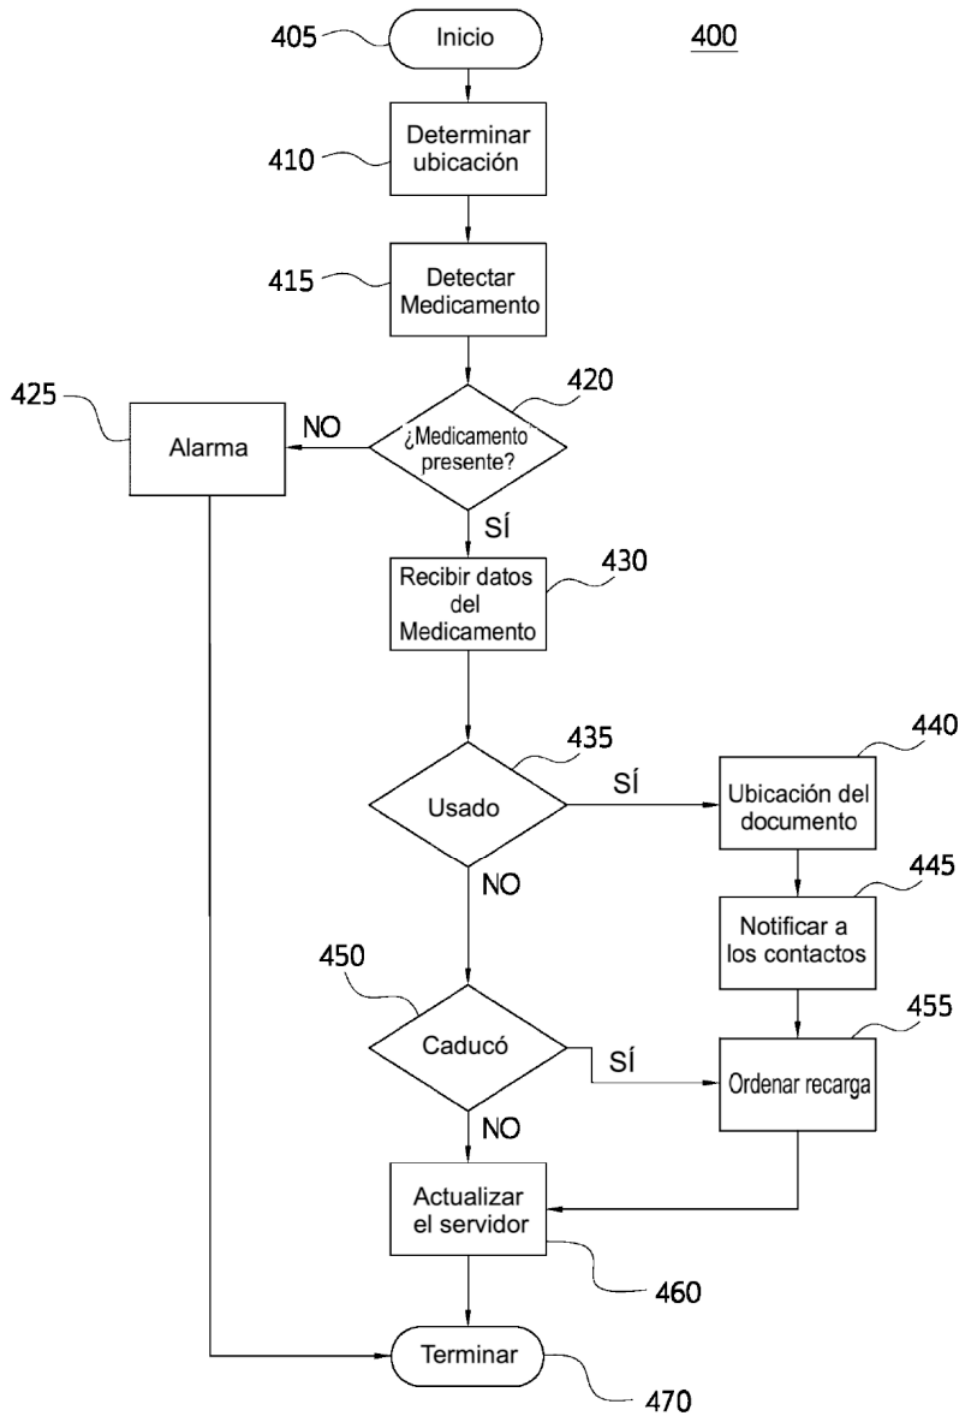 405
Inicio
400
410
Determinar
ubicación
415
Detectar
Medicamento
425
Alarma
NO
420
¿Medicamento
presente?
SÍ
430
Recibir datos
del
Medicamento
435
Usado
SÍ
440
Ubicación del
documento
NO
445
Notificar a
los contactos
450
Caducó
SÍ
455
Ordenar recarga
NO
Actualizar
el servidor
460
Terminar
470